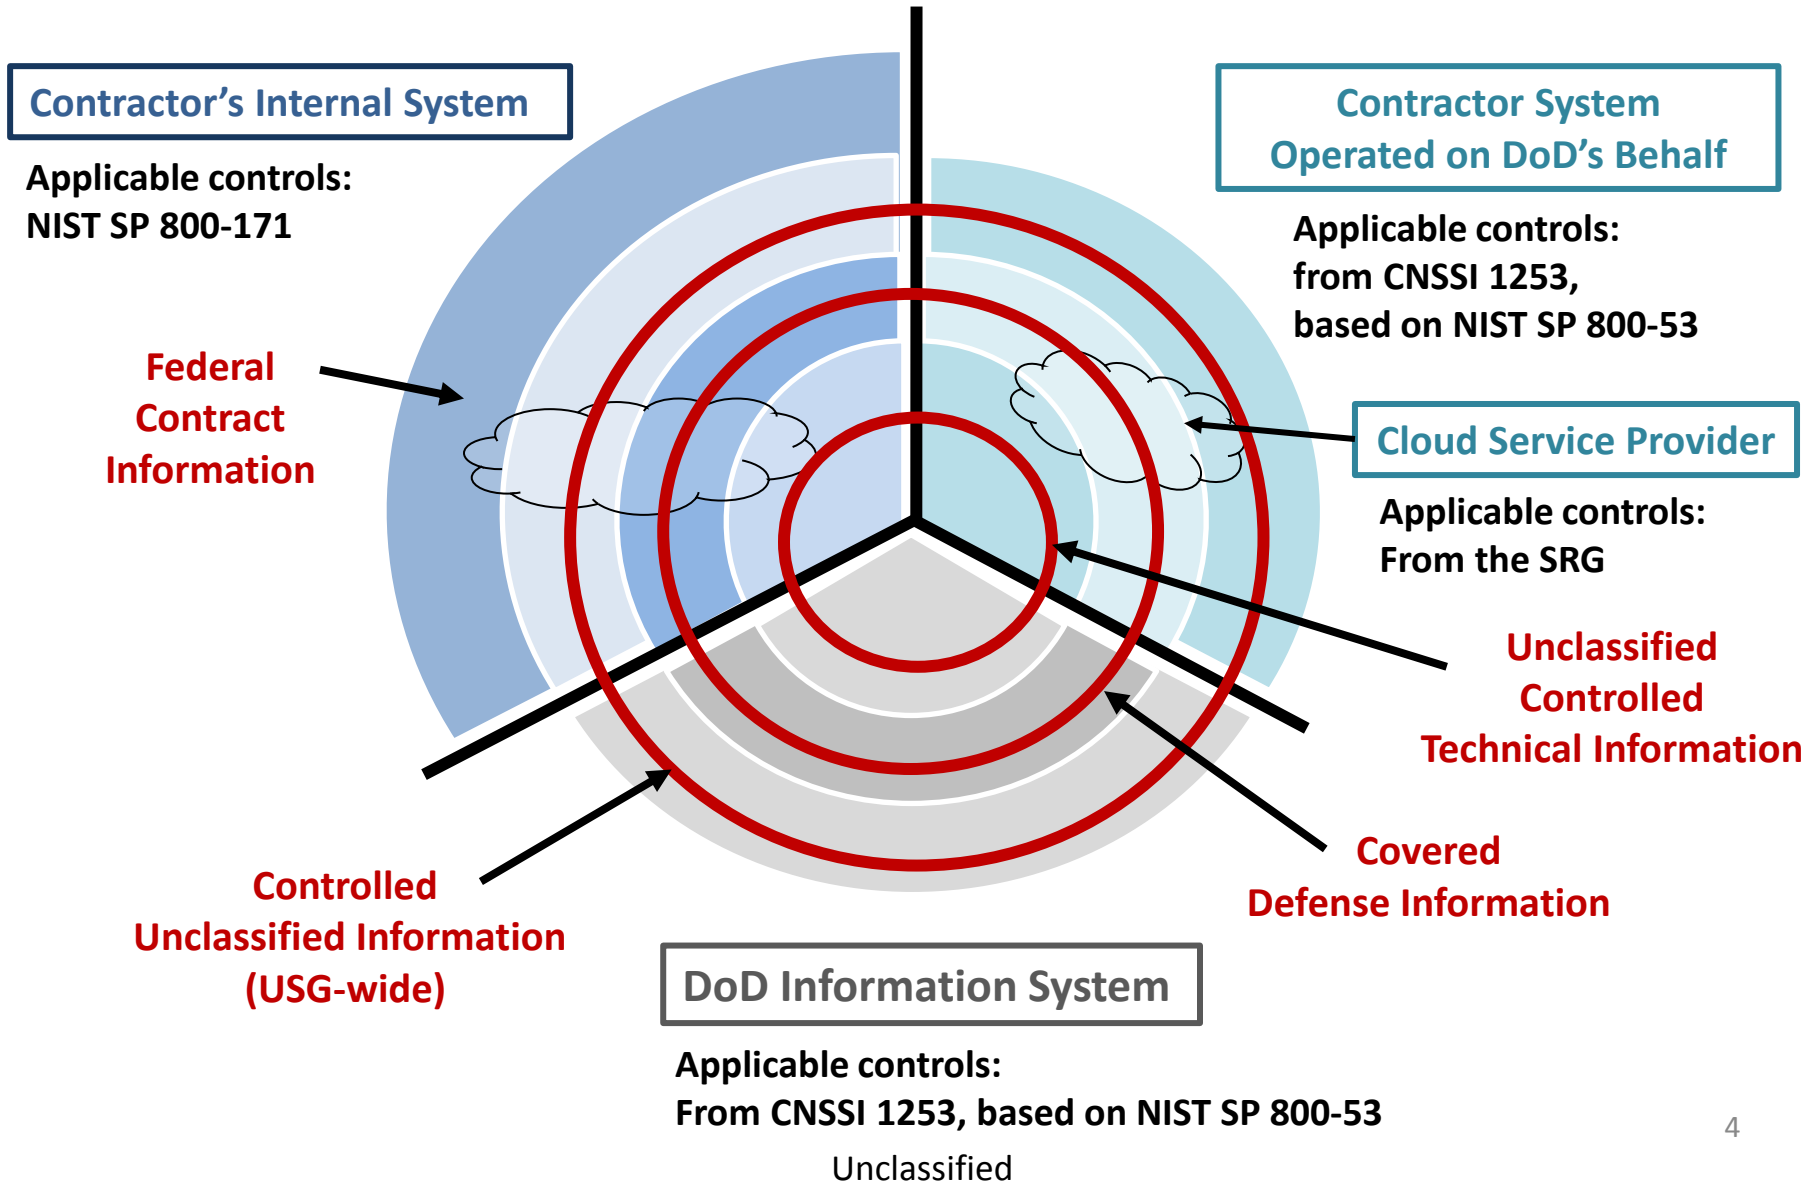 Contractor’s Internal System
Applicable controls:
NIST SP 800-171
Contractor System
Operated on DoD’s Behalf
Applicable controls:
from CNSSI 1253,
based on NIST SP 800-53
Federal
Contract
Information
Cloud Service Provider
Applicable controls:
From the SRG
Unclassified
Controlled
Technical Information
Covered
Defense Information
Controlled
Unclassified Information
(USG-wide)
DoD Information System
Applicable controls:
From CNSSI 1253, based on NIST SP 800-53
4
Unclassified